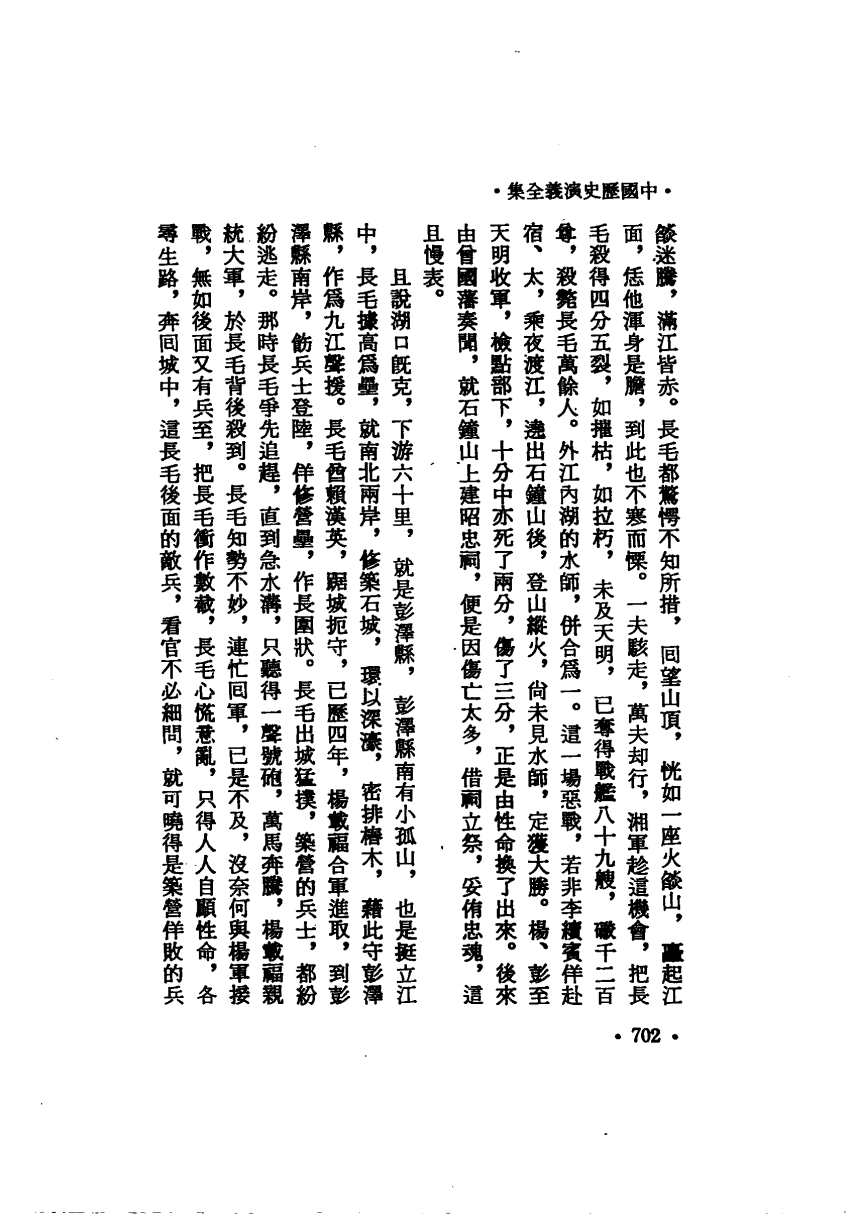 •中國歷史演義全集•
燄迷騰，滿江皆赤。長毛都驚愕不知所措，囘望山頂，恍如一座火燄山，矗起江
面，恁他渾身是膽，到此也不寒而慄。一夫駭走，萬夫却行，湘軍趁這機會，把長
毛殺得四分五裂，如摧枯，如拉朽，未及天明，已奪得戰艦八十九艘，礮千二百
尊，殺斃長毛萬餘人。外江內湖的水師，併合爲一。這一場惡戰，若非李續賓佯赴
宿、太，乘夜渡江，遶出石鐘山後，登山縱火，尙未見水師，定獲大勝。楊、彭至
天明收軍，檢點部下，十分中亦死了兩分，傷了三分，正是由性命換了出來。後來
由曾國藩奏聞，就石鐘山上建昭忠祠，便是因傷亡太多，借祠立祭，妥侑忠魂，這
且慢表。
且說湖口旣克，下游六十里，就是彭澤縣，彭澤縣南有小孤山，也是挺立江
中，長毛據高爲壘，就南北兩岸，修築石城，環以深濠，密排樁木，藉此守彭澤
縣，作爲九江聲援。長毛酋賴漢英，踞城扼守，已歷四年，楊載福合軍進取，到彭
澤縣南岸，飭兵士登陸，佯修營壘，作長圍狀。長毛出城猛撲，築營的兵士，都紛
紛逃走。那時長毛爭先追趕，直到急水溝，只聽得一聲號砲，萬馬奔騰，楊載福親
統大軍，於長毛背後殺到。長毛知勢不妙，連忙囘軍，已是不及，沒奈何與楊軍接
戰，無如後面又有兵至，把長毛衝作數截，長毛心慌意亂，只得人人自顧性命，各
尋生路，奔囘城中，這長毛後面的敵兵，看官不必細問，就可曉得是築營佯敗的兵
•702•